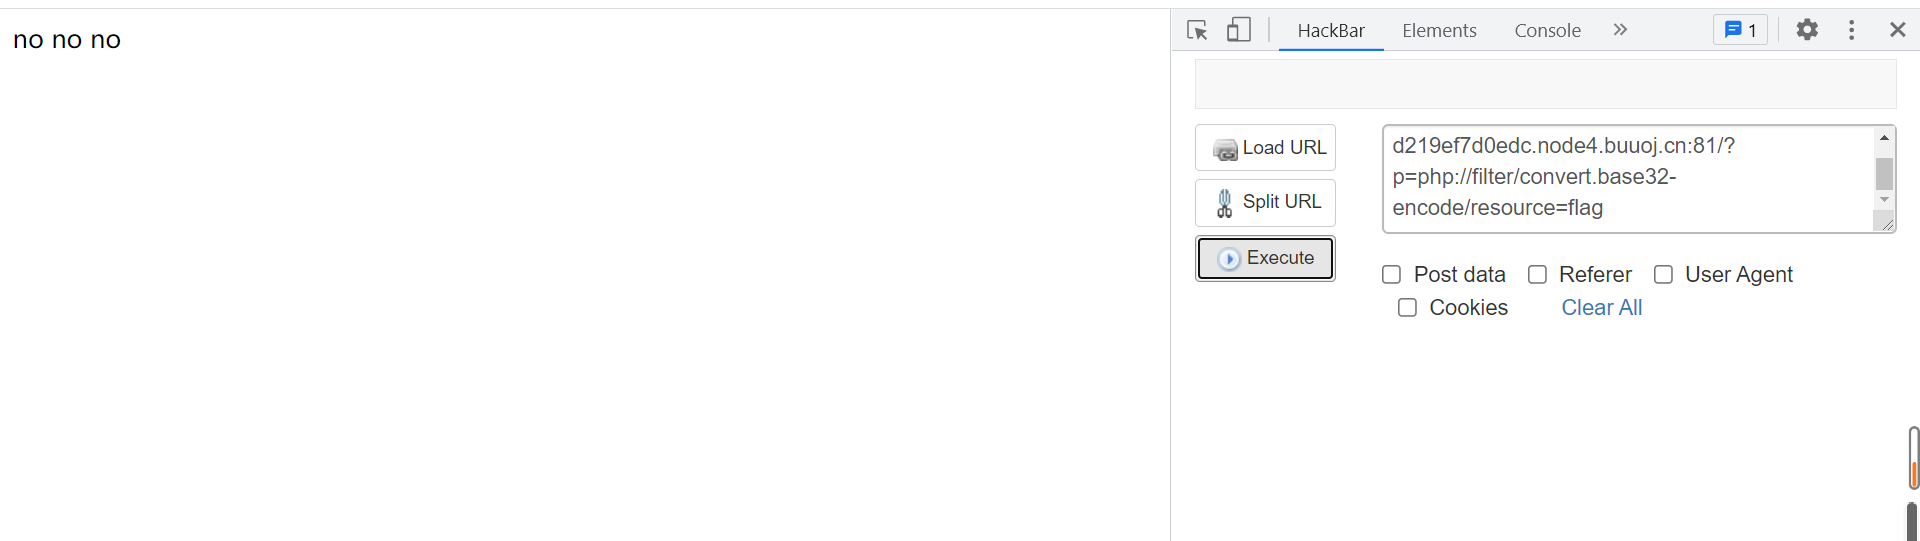 no no no
HackBar Elements Console 1
Load URL
Split URL
Execute
d219ef7d0edc.node4.buuoj.cn:81/?
p=php://filter/convert.base32-
encode/resource=flag
Post data Referer User Agent
Cookies Clear All